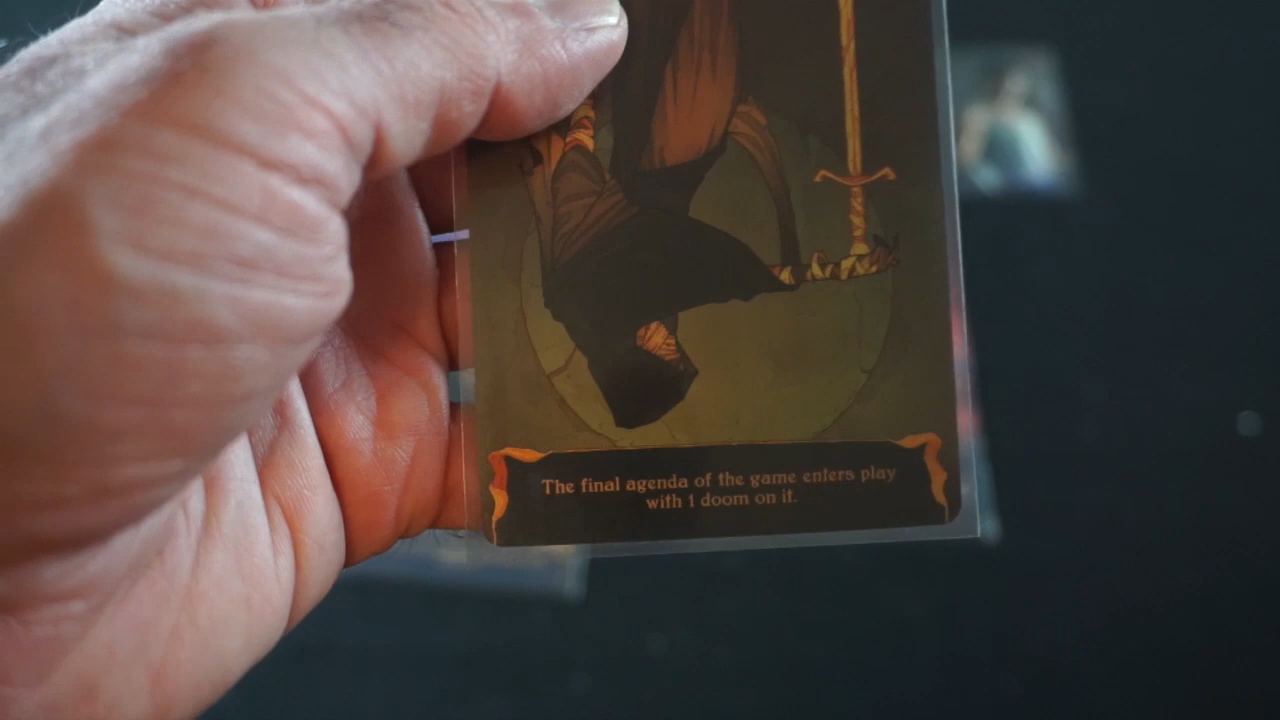 The final agenda of the game enters play
with 1 doom on it.